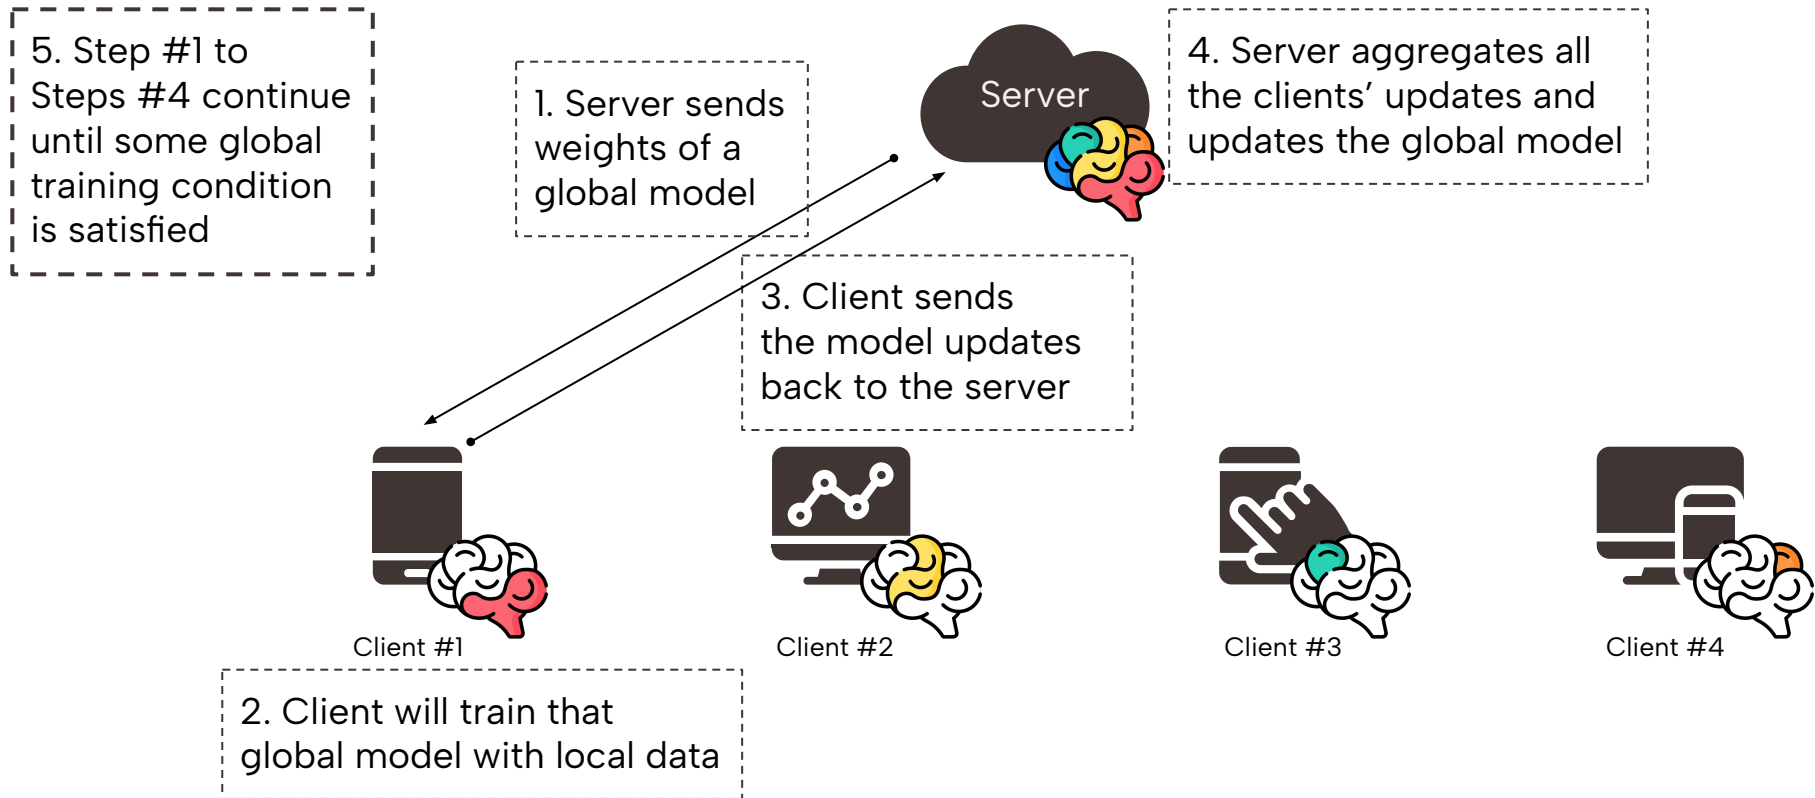 5. Step #1 to
Steps #4 continue
until some global
training condition
is satisfied
1. Server sends
weights of a
global model
Server
4. Server aggregates all
the clients’ updates and
updates the global model
3. Client sends
the model updates
back to the server
Client #1
Client #2
Client #3
Client #4
2. Client will train that
global model with local data